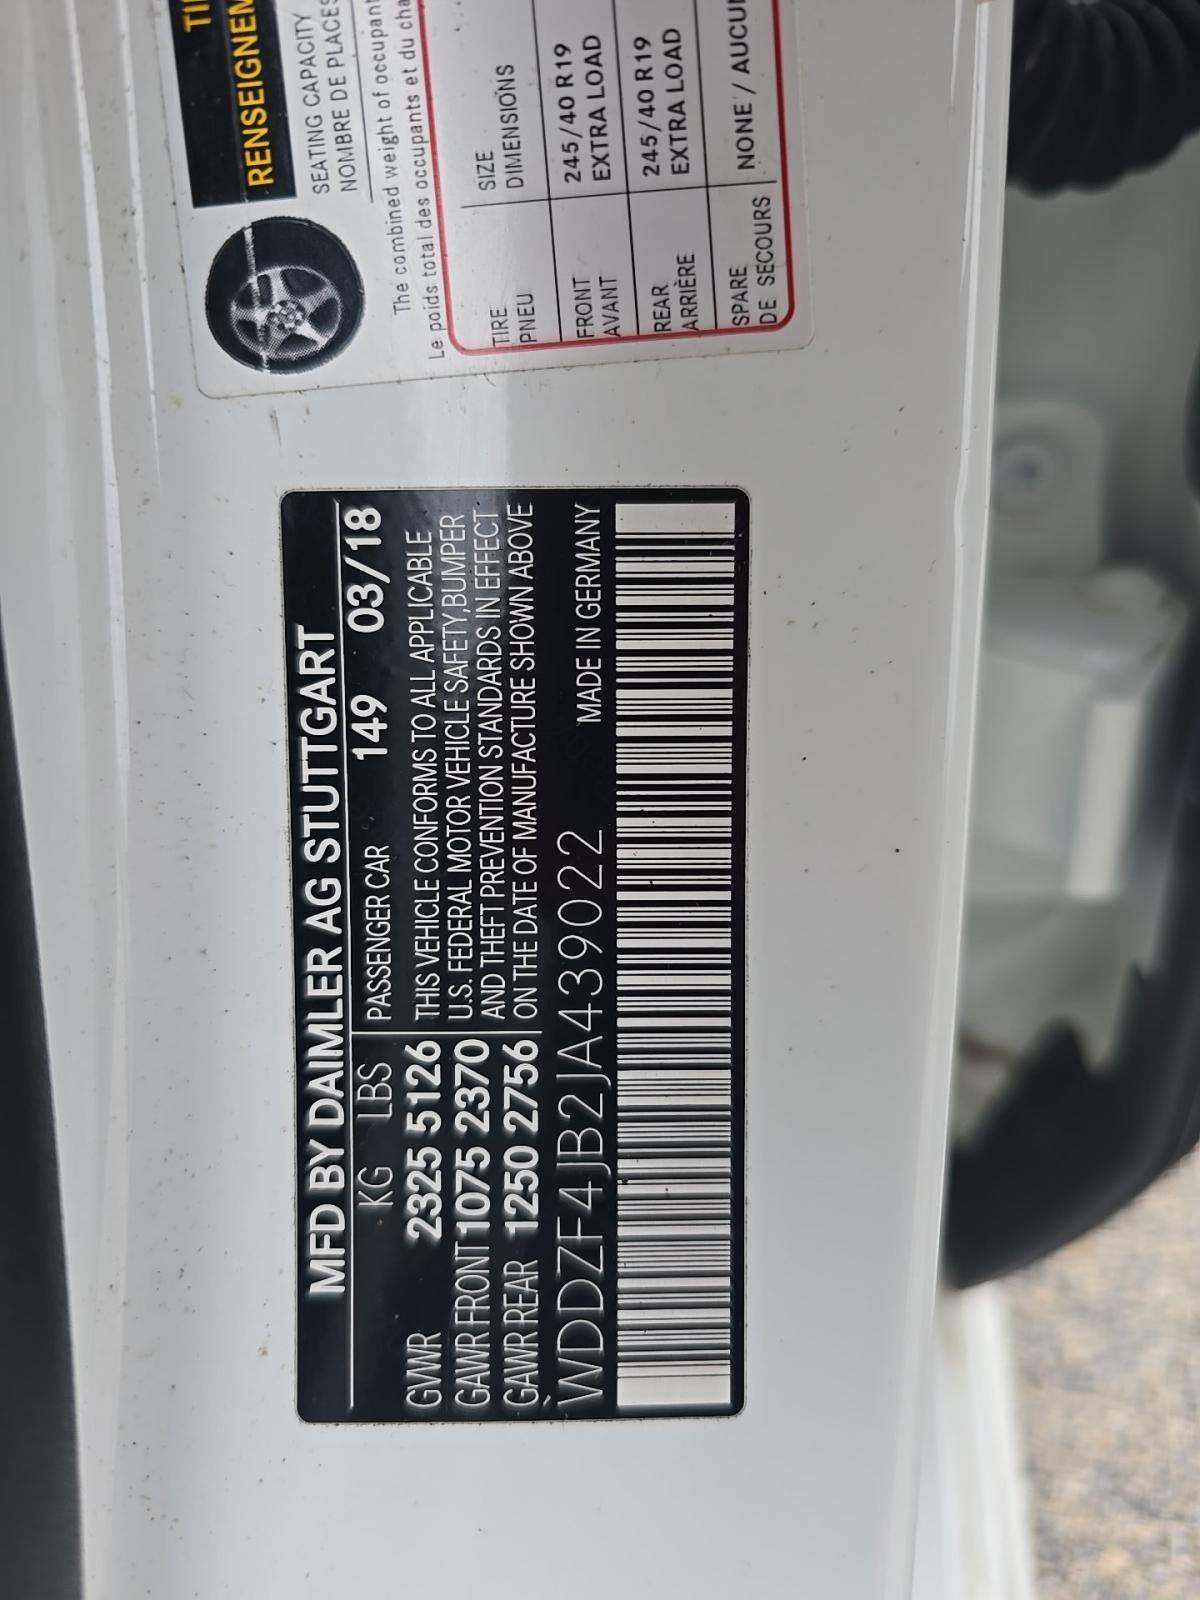 MFD BY DAIMLER AG STUTTGART
KG LBS PASSENGER CAR 149 03/18
GVWR 2325 5126 THIS VEHICLE CONFORMS TO ALL APPLICABLE
GAWR FRONT 1075 2370 U.S. FEDERAL MOTOR VEHICLE SAFETY,BUMPER
GAWR REAR 1250 2756 AND THEFT PREVENTION STANDARDS IN EFFECT
ON THE DATE OF MANUFACTURE SHOWN ABOVE
WDDZF4JB2JA439022 MADE IN GERMANY
SEATING CAPACITY
NOMBRE DE PLACES
The combined weight of
Le poids total des occupants et du
TIRE SIZE
PNEU DIMENSIONS
FRONT 245/40 R19
AVANT EXTRA LOAD
REAR 245/40 R19
ARRIÈRE EXTRA LOAD
SPARE NONE /
DE SECOURS